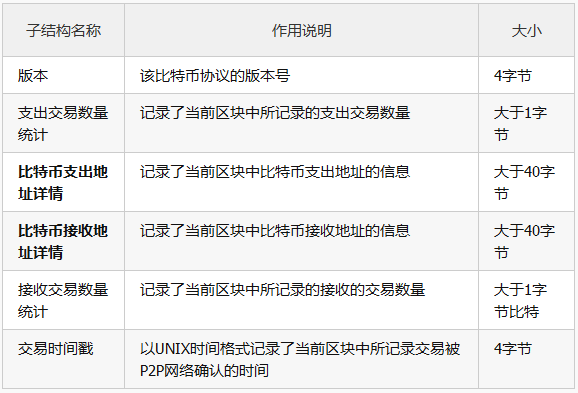 子结构名称 作用说明 大小
版本 该比特币协议的版本号 4字节
支出交易数量 记录了当前区块中所记录的支出交易数量 大于1字
统计 节
比特币支出地 记录了当前区块中比特币支出地址的信息 大于40字
址详情 节
比特币接收地 记录了当前区块中比特币接收地址的信息 大于40字
址详情 节
接收交易数量 记录了当前区块中所记录的接收的交易数量 大于1字
统计 节比特
交易时间戳 以UNIX时间格式记录了当前区块中所记录交易被 4字节
P2P网络确认的时间